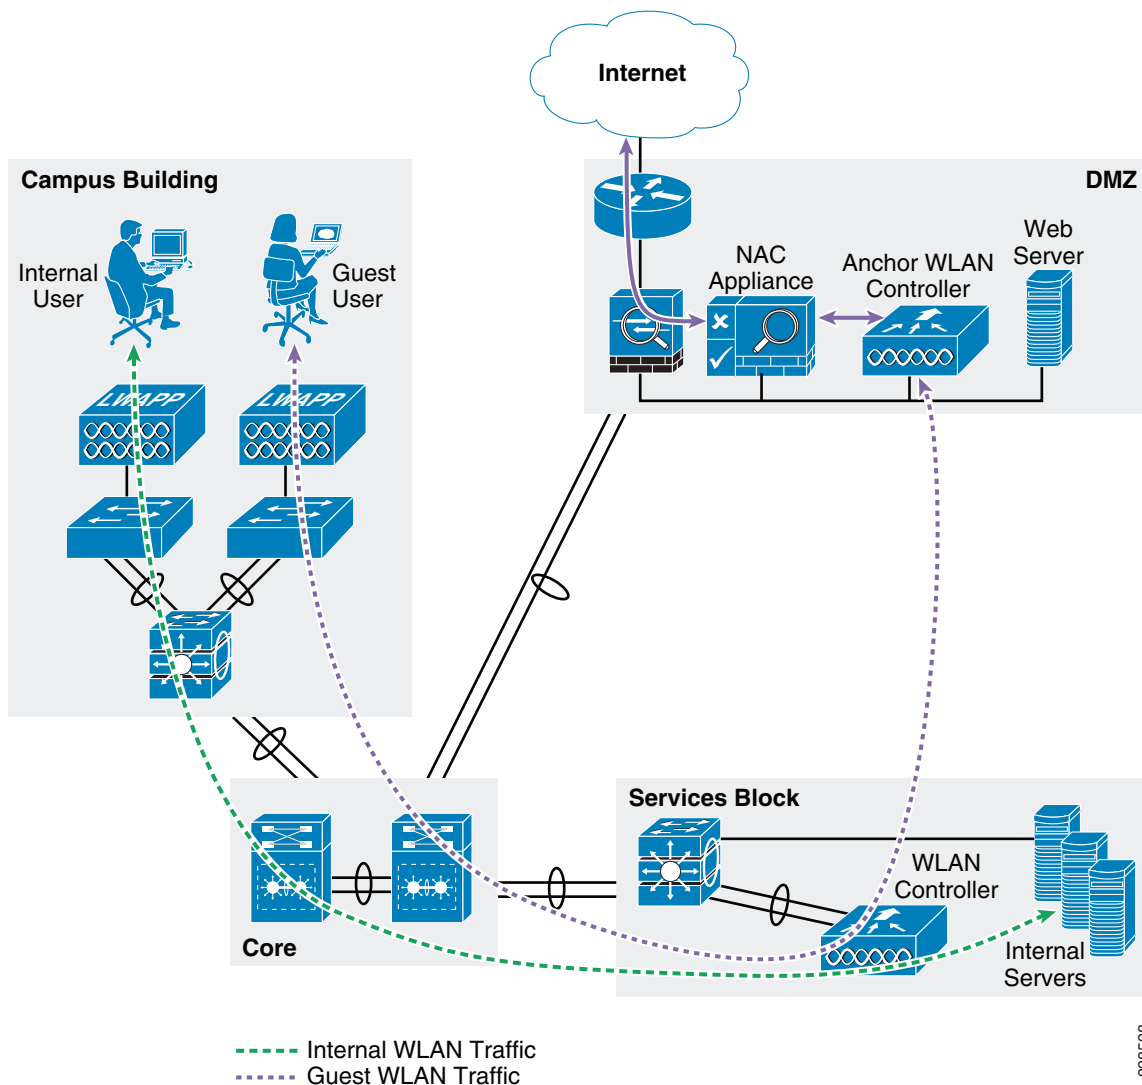 Internet
Campus Building
DMZ
Internal
User
Guest
User
NAC
Appliance
Anchor WLAN
Controller
Web
Server
LWAPP
LWAPP
Services Block
WLAN
Controller
Core
Internal
Servers
Internal WLAN Traffic
Guest WLAN Traffic